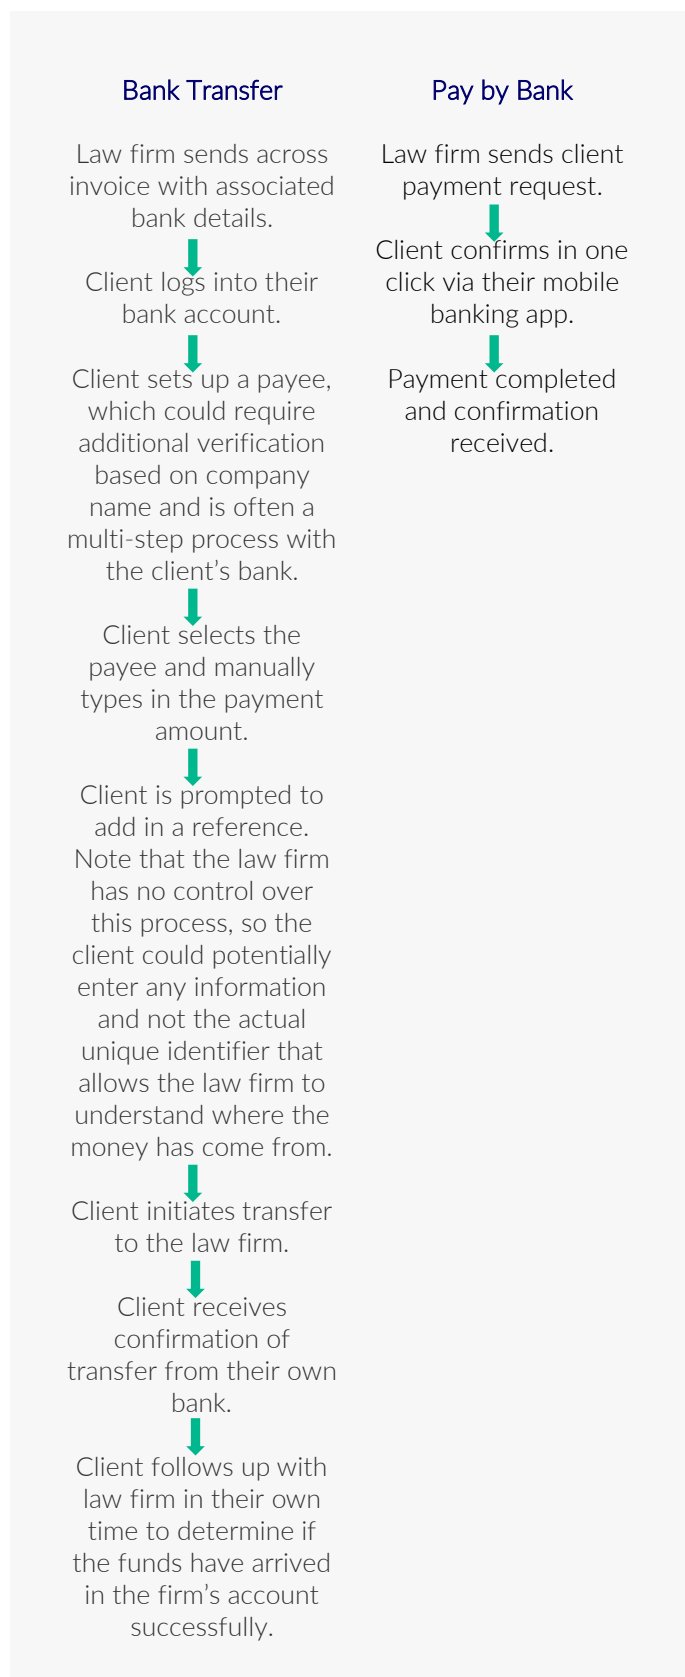 Bank Transfer
Law firm sends across
invoice with associated
bank details.
Client logs into their
bank account.
Client sets up a payee,
which could require
additional verification
based on company
name and is often a
multi-step process with
the client’s bank.
Client selects the
payee and manually
types in the payment
amount.
Client is prompted to
add in a reference.
Note that the law firm
has no control over
this process, so the
client could potentially
enter any information
and not the actual
unique identifier that
allows the law firm to
understand where the
money has come from.
Client initiates transfer
to the law firm.
Client receives
confirmation of
transfer from their own
bank.
Client follows up with
law firm in their own
time to determine if
the funds have arrived
in the firm’s account
successfully.
Pay by Bank
Law firm sends client
payment request.
Client confirms in one
click via their mobile
banking app.
Payment completed
and confirmation
received.